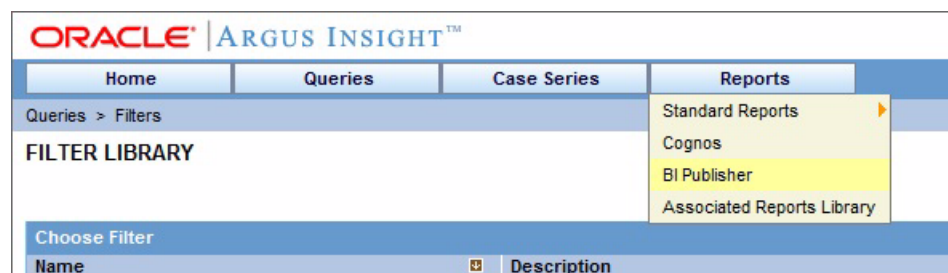 ORACLE® | ARGUS INSIGHT™
Home Queries Case Series Reports
Queries > Filters
Standard Reports
Cognos
BI Publisher
Associated Reports Library
FILTER LIBRARY
Choose Filter
Name Description